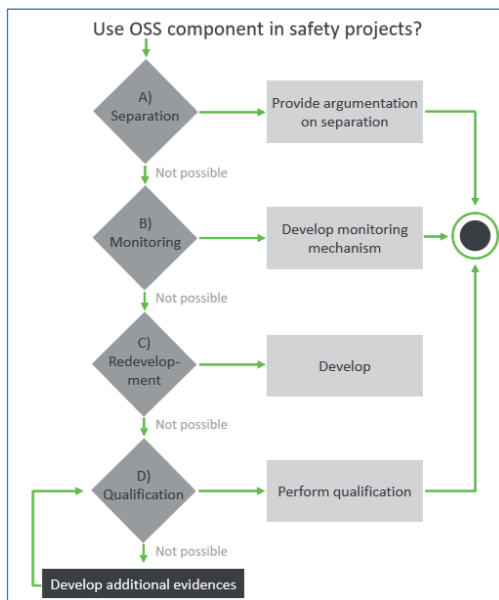 Use OSS component in safety projects?
A)
Separation
Provide argumentation
on separation
Not possible
B)
Monitoring
Develop monitoring
mechanism
Not possible
C)
Redevelop-
ment
Develop
Not possible
D)
Qualification
Perform qualification
Not possible
Develop additional evidences